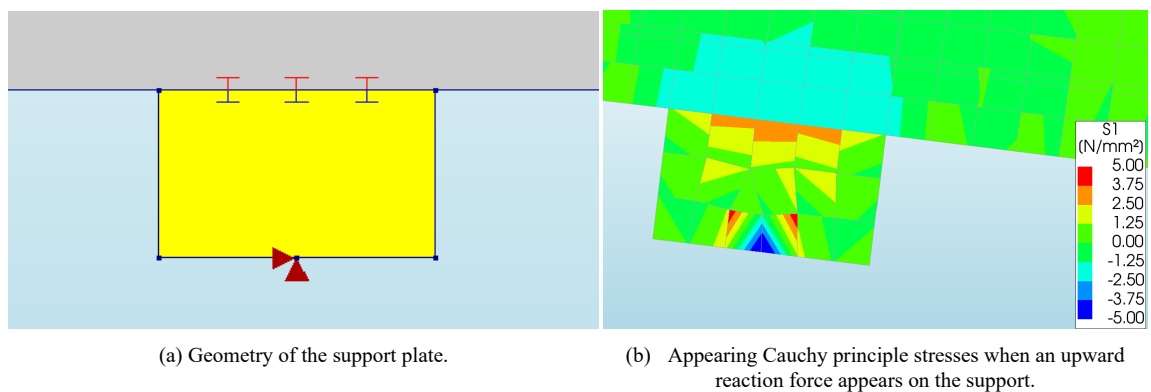 S1
(N/mm²)
5.00
3.75
2.50
1.25
0.00
-1.25
-2.50
-3.75
-5.00
(a) Geometry of the support plate.
(b) Appearing Cauchy principle stresses when an upward
reaction force appears on the support.